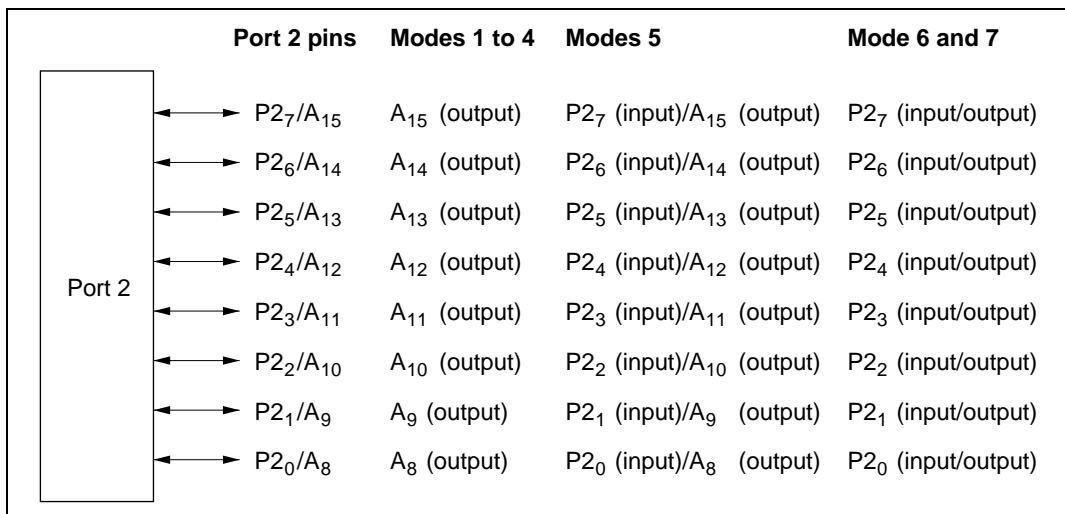 Port 2 pins Modes 1 to 4 Modes 5 Mode 6 and 7
P2₇/A₁₅ A₁₅ (output) P2₇ (input)/A₁₅ (output) P2₇ (input/output)
P2₆/A₁₄ A₁₄ (output) P2₆ (input)/A₁₄ (output) P2₆ (input/output)
P2₅/A₁₃ A₁₃ (output) P2₅ (input)/A₁₃ (output) P2₅ (input/output)
P2₄/A₁₂ A₁₂ (output) P2₄ (input)/A₁₂ (output) P2₄ (input/output)
Port 2
P2₃/A₁₁ A₁₁ (output) P2₃ (input)/A₁₁ (output) P2₃ (input/output)
P2₂/A₁₀ A₁₀ (output) P2₂ (input)/A₁₀ (output) P2₂ (input/output)
P2₁/A₉ A₉ (output) P2₁ (input)/A₉ (output) P2₁ (input/output)
P2₀/A₈ A₈ (output) P2₀ (input)/A₈ (output) P2₀ (input/output)